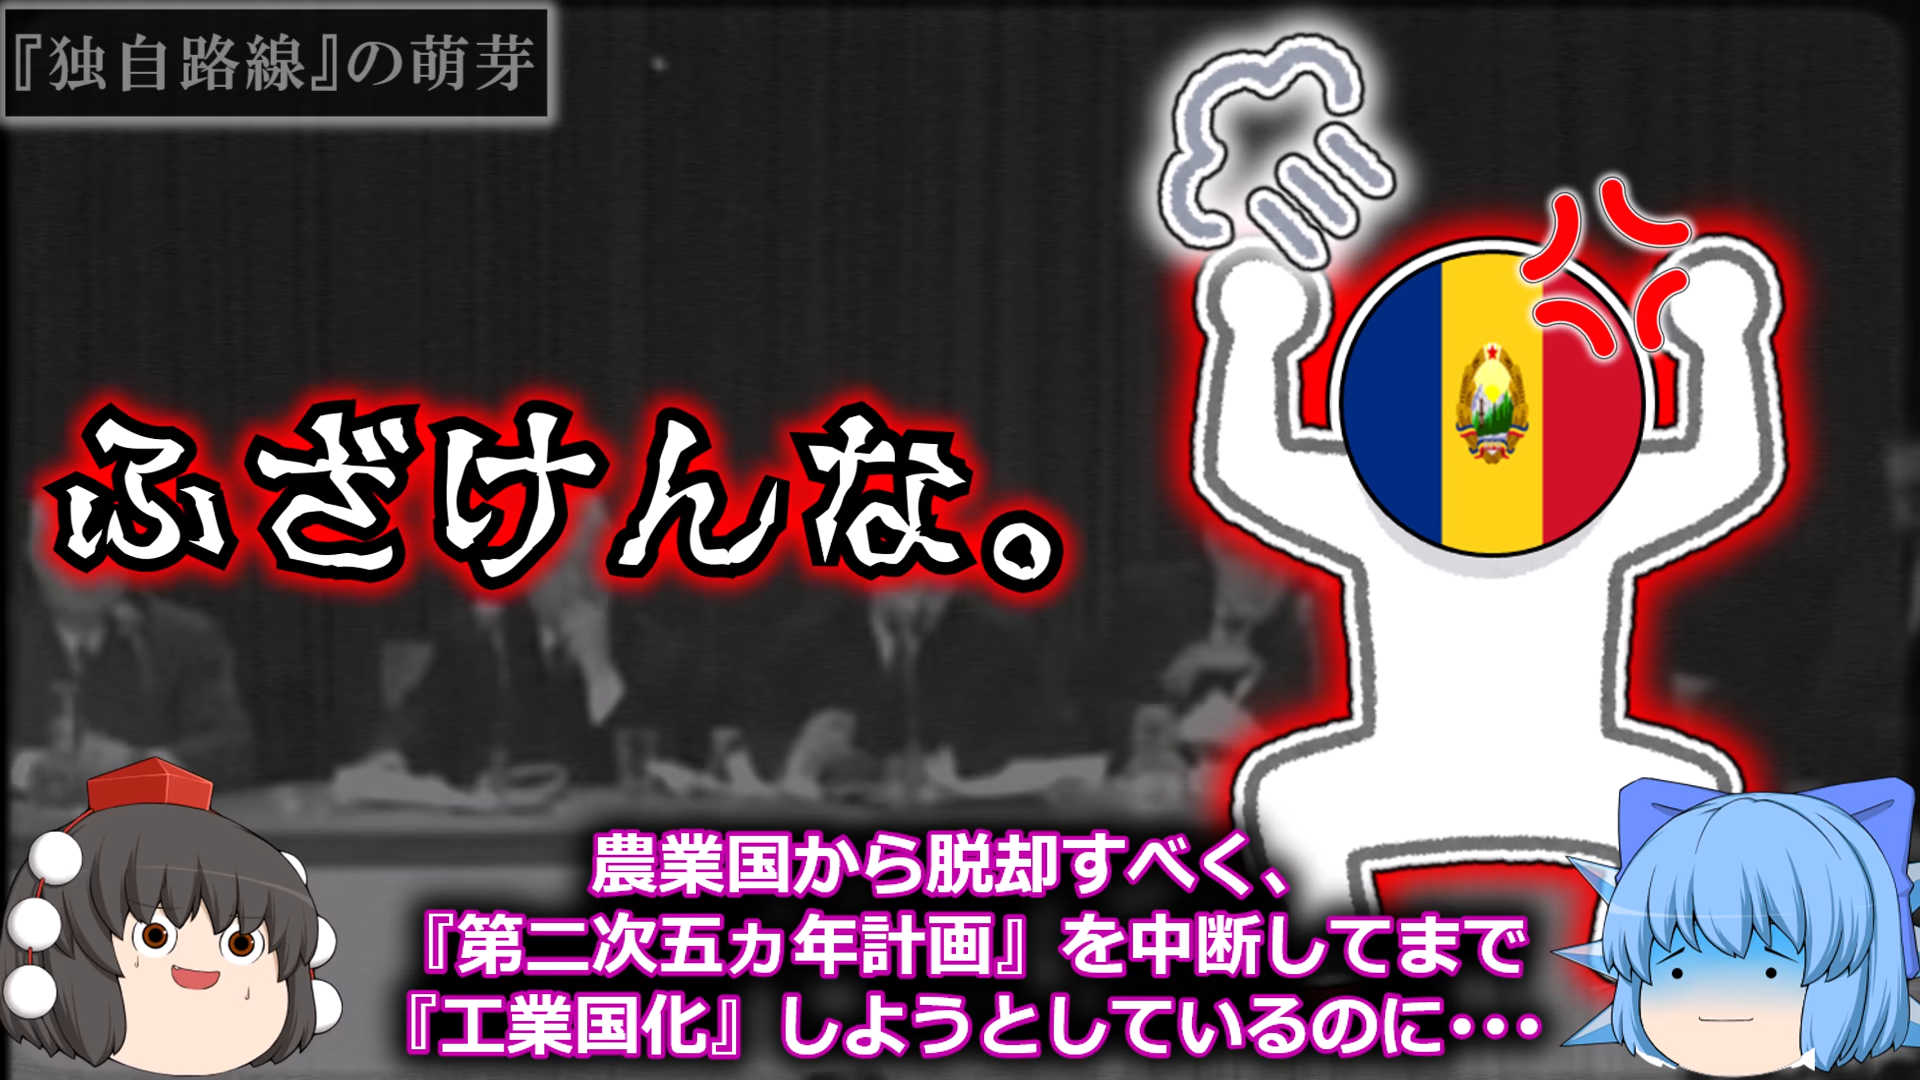 『独自路線』の萌芽
ふざけんな。
農業国から脱却すべく、
『第二次五ヵ年計画』を中断してまで
『工業国化』しようとしているのに・・・